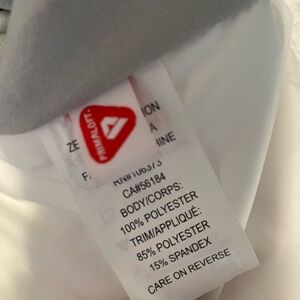 PRIMALOFT
RN#106373
CA#56184
BODY/CORPS:
100% POLYESTER
TRIM/APPLIQUÉ:
85% POLYESTER
15% SPANDEX
CARE ON REVERSE